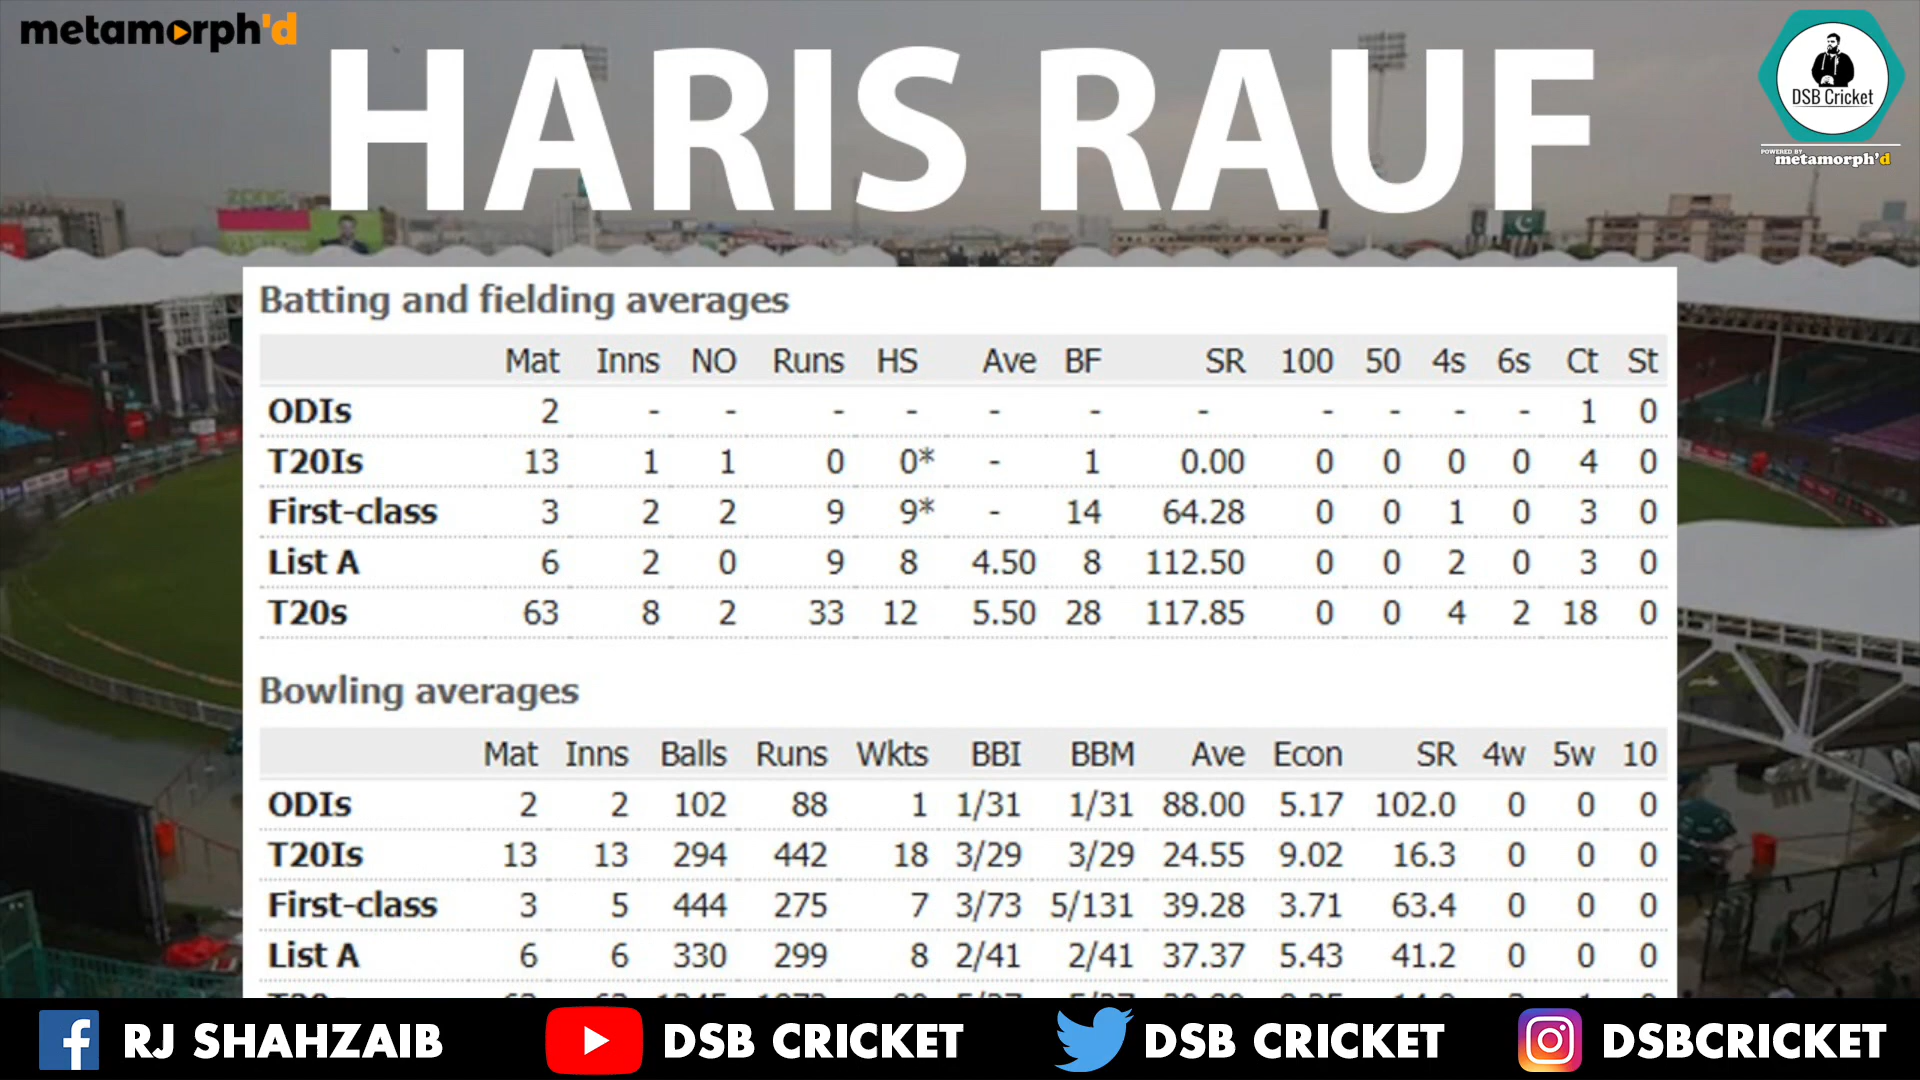 metamorph'd
HARIS RAUF
DSB Cricket
POWERED BY
metamorph'd
Batting and fielding averages
Mat Inns NO Runs HS Ave BF SR 100 50 4s 6s Ct St
ODIs 2 - - - - - - - - - - - 1 0
T20Is 13 1 1 0 0* - 1 0.00 0 0 0 0 4 0
First-class 3 2 2 9 9* - 14 64.28 0 0 1 0 3 0
List A 6 2 0 9 8 4.50 8 112.50 0 0 2 0 3 0
T20s 63 8 2 33 12 5.50 28 117.85 0 0 4 2 18 0
Bowling averages
Mat Inns Balls Runs Wkts BBI BBM Ave Econ SR 4w 5w 10
ODIs 2 2 102 88 1 1/31 1/31 88.00 5.17 102.0 0 0 0
T20Is 13 13 294 442 18 3/29 3/29 24.55 9.02 16.3 0 0 0
First-class 3 5 444 275 7 3/73 5/131 39.28 3.71 63.4 0 0 0
List A 6 6 330 299 8 2/41 2/41 37.37 5.43 41.2 0 0 0
RJ SHAHZAIB DSB CRICKET DSB CRICKET DSBCRICKET